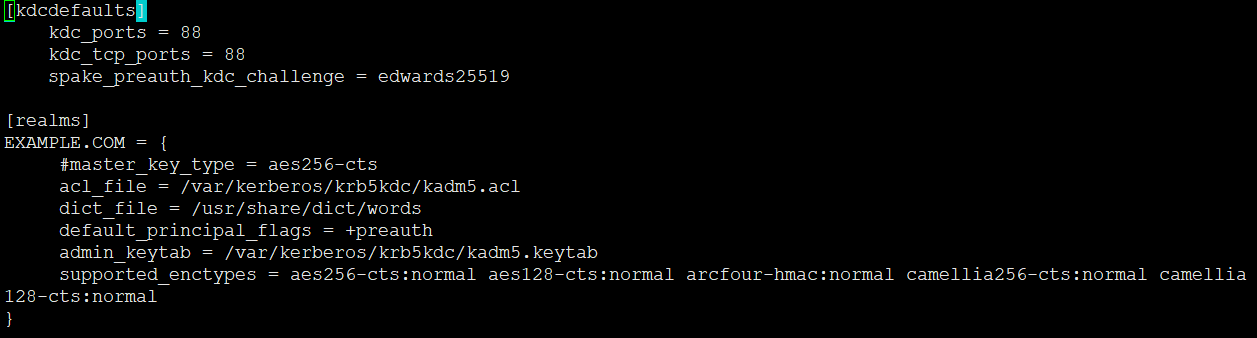 [kdcdefaults]
    kdc_ports = 88
    kdc_tcp_ports = 88
    spake_preauth_kdc_challenge = edwards25519

[realms]
EXAMPLE.COM = {
     #master_key_type = aes256-cts
     acl_file = /var/kerberos/krb5kdc/kadm5.acl
     dict_file = /usr/share/dict/words
     default_principal_flags = +preauth
     admin_keytab = /var/kerberos/krb5kdc/kadm5.keytab
     supported_enctypes = aes256-cts:normal aes128-cts:normal arcfour-hmac:normal camellia256-cts:normal camellia
128-cts:normal
}